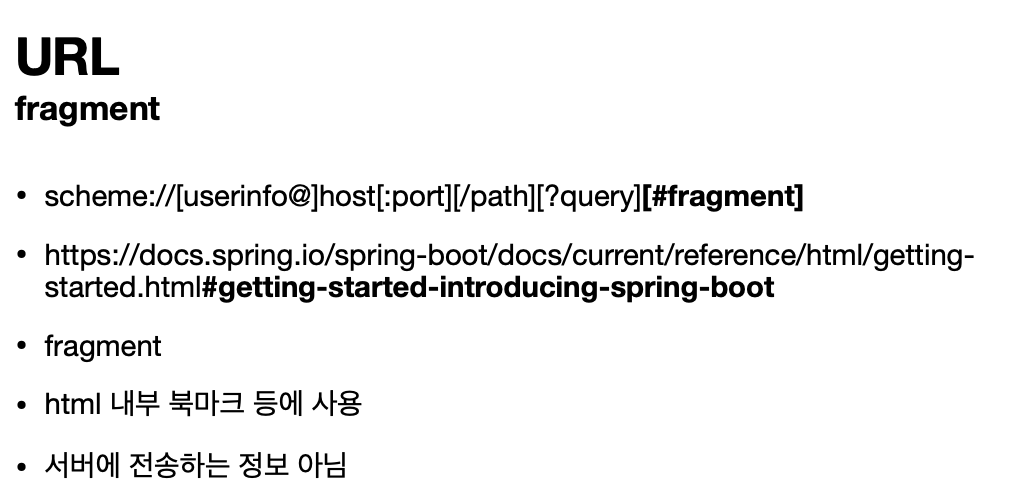 URL
fragment
• scheme://[userinfo@]host[:port][/path][?query][#fragment]
• https://docs.spring.io/spring-boot/docs/current/reference/html/getting-
started.html#getting-started-introducing-spring-boot
• fragment
• html 내부 북마크 등에 사용
• 서버에 전송하는 정보 아님